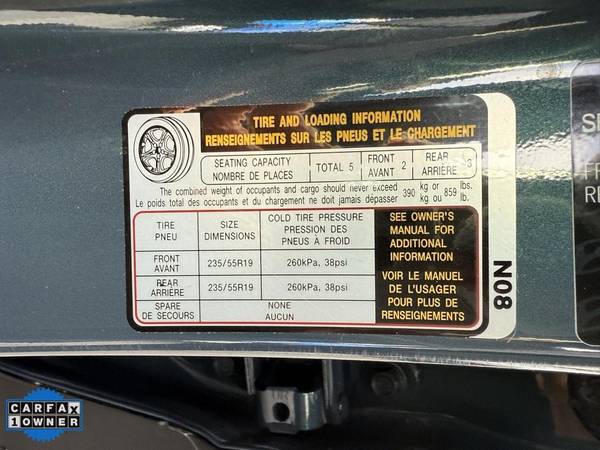 TIRE AND LOADING INFORMATION
RENSEIGNEMENTS SUR LES PNEUS ET LE CHARGEMENT
SEATING CAPACITY
NOMBRE DE PLACES
TOTAL 5
FRONT
AVANT
2
REAR
ARRIÈRE
3
The combined weight of occupants and cargo should never exceed 390 kg or 859 lbs.
Le poids total des occupants et du chargement ne doit jamais dépasser kg ou lb.
TIRE
PNEU
SIZE
DIMENSIONS
COLD TIRE PRESSURE
PRESSION DES
PNEUS À FROID
FRONT
AVANT
235/55R19
260kPa, 38psi
REAR
ARRIÈRE
235/55R19
260kPa, 38psi
SPARE
DE SECOURS
NONE
AUCUN
SEE OWNER'S
MANUAL FOR
ADDITIONAL
INFORMATION
VOIR LE MANUEL
DE L'USAGER
POUR PLUS DE
RENSEIGNEMENTS
N08
CARFAX
1 OWNER